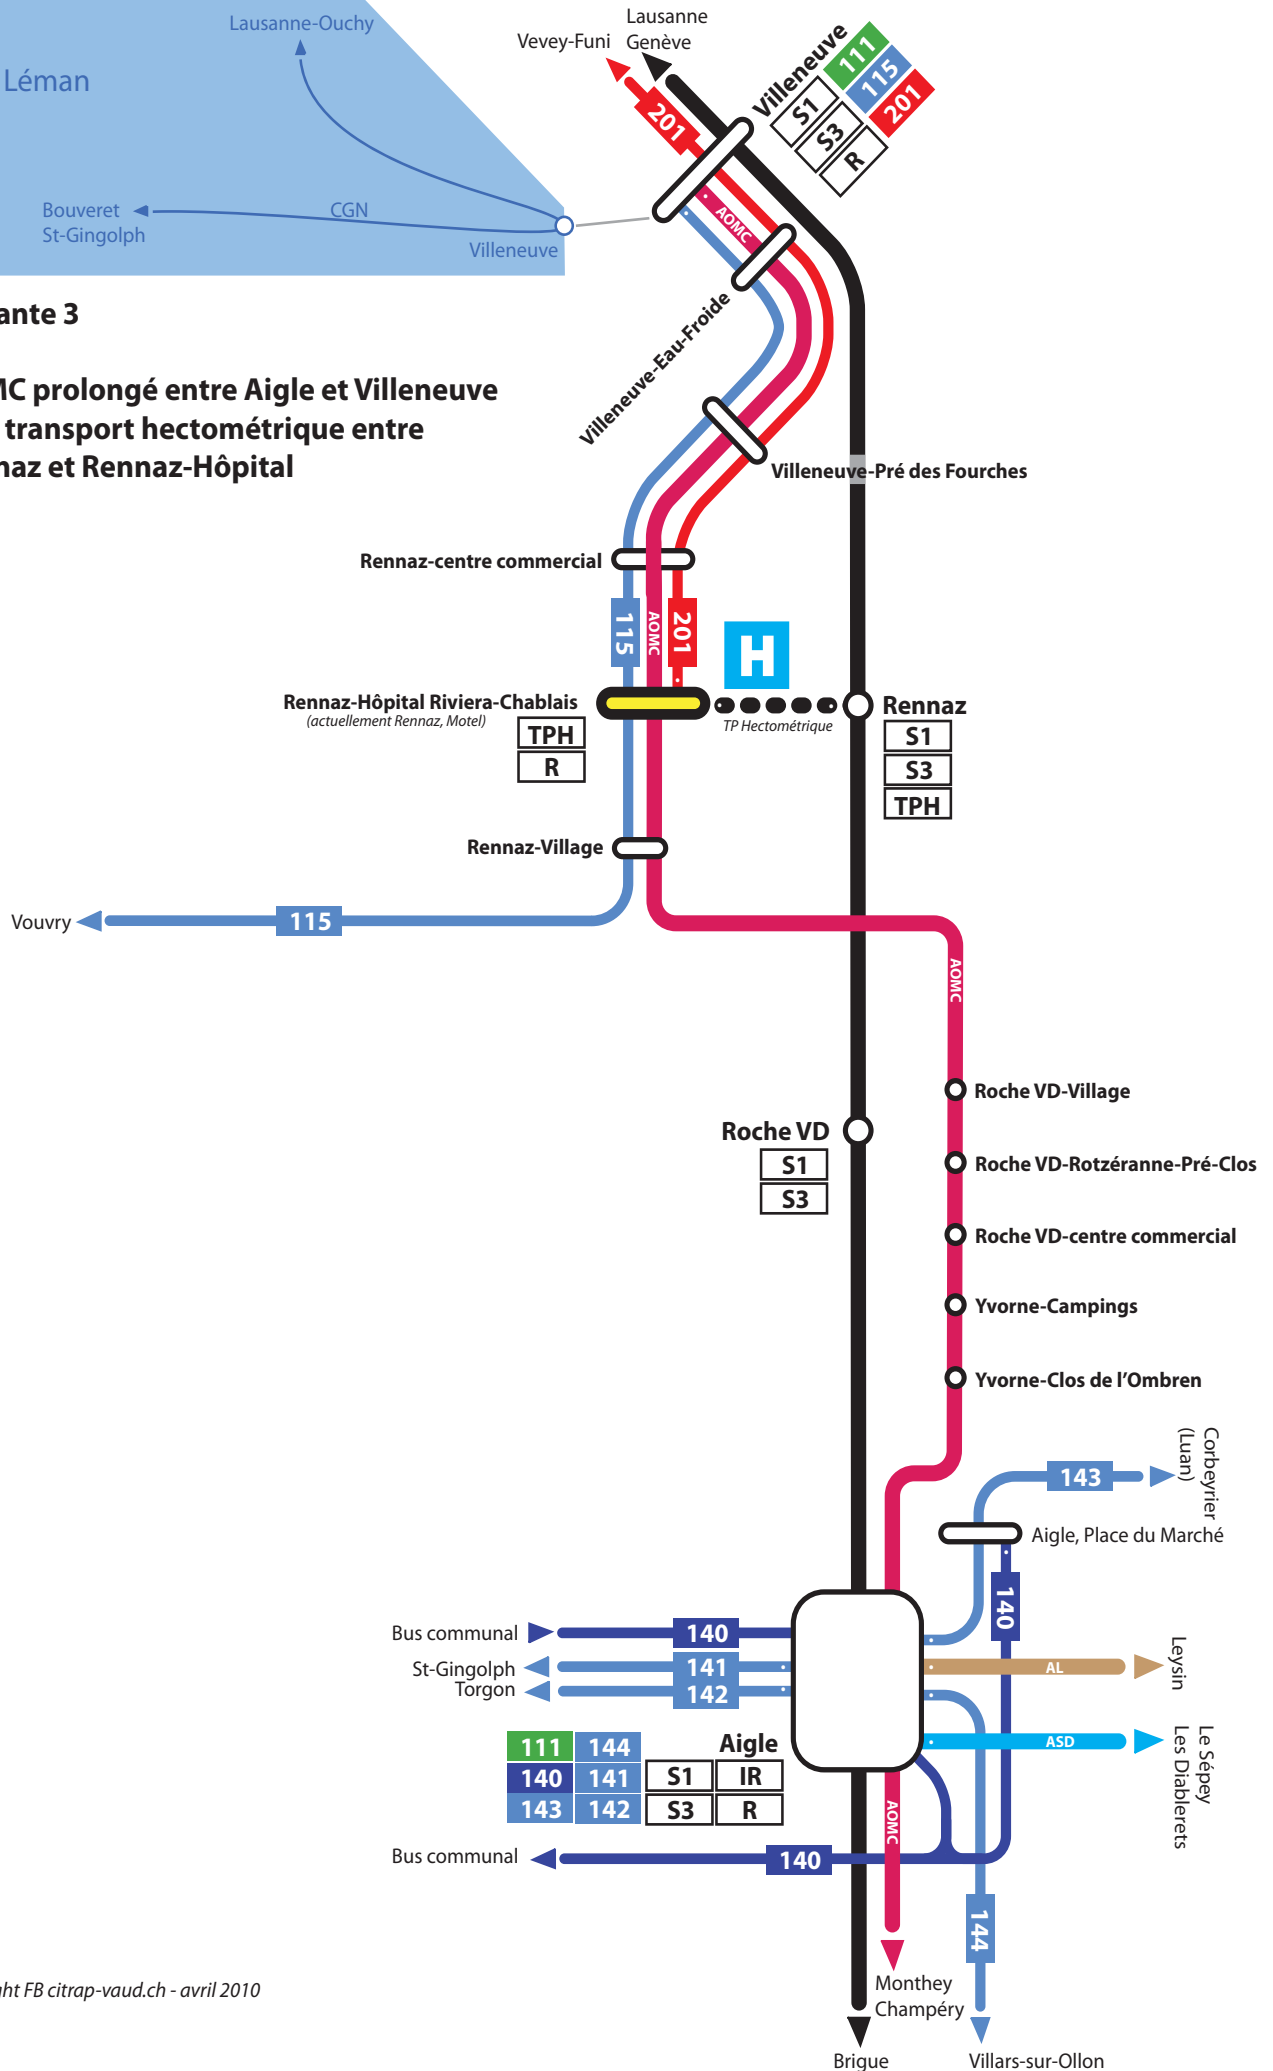 Lausanne-Ouchy
Léman
Bouveret
St-Gingolph
CGN
Villeneuve
Vevey-Funi
Lausanne
Genève
201
Villeneuve
111
115
201
S1
S3
R
AOMC
Villeneuve-Eau-Froide
ante 3
MC prolongé entre Aigle et Villeneuve
transport hectométrique entre
naz et Rennaz-Hôpital
Villeneuve-Pré des Fourches
Rennaz-centre commercial
115
AOMC
201
H
Rennaz-Hôpital Riviera-Chablais
(actuellement Rennaz, Motel)
TPH
R
TP Hectométrique
Rennaz
S1
S3
TPH
Rennaz-Village
Vouvry
115
AOMC
Roche VD-Village
Roche VD
S1
S3
Roche VD-Rotzéranne-Pré-Clos
Roche VD-centre commercial
Yvorne-Campings
Yvorne-Clos de l'Ombren
143
Corbeyrier
(Luan)
Aigle, Place du Marché
140
Bus communal
140
St-Gingolph
141
Torgon
142
AL
Leysin
ASD
Le Sépey
Les Diablerets
Aigle
111 144
140 141 S1 IR
143 142 S3 R
AOMC
Bus communal
140
144
Monthey
Champéry
Brigue
Villars-sur-Ollon
ght FB citrap-vaud.ch - avril 2010